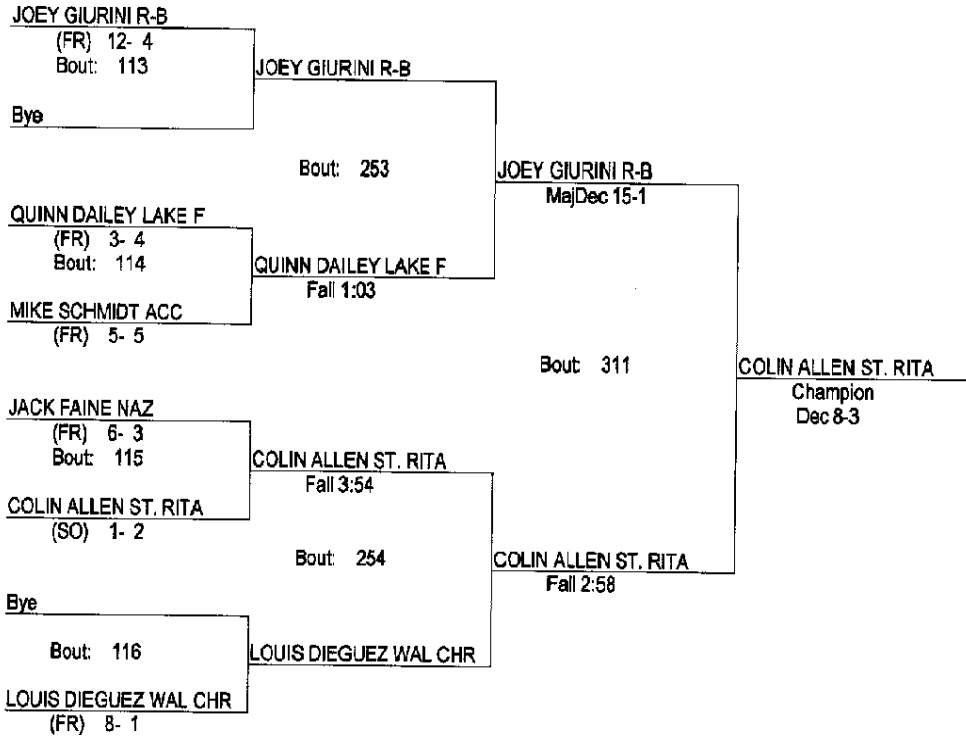 JOEY GIURINI R-B
(FR) 12- 4
Bout: 113
JOEY GIURINI R-B
Bye
Bout: 253
JOEY GIURINI R-B
MajDec 15-1
QUINN DAILEY LAKE F
(FR) 3- 4
Bout: 114
QUINN DAILEY LAKE F
Fall 1:03
MIKE SCHMIDT ACC
(FR) 5- 5
Bout: 311
COLIN ALLEN ST. RITA
Champion
Dec 8-3
JACK FAINE NAZ
(FR) 6- 3
Bout: 115
COLIN ALLEN ST. RITA
Fall 3:54
COLIN ALLEN ST. RITA
(SO) 1- 2
Bout: 254
COLIN ALLEN ST. RITA
Fall 2:58
Bye
Bout: 116
LOUIS DIEGUEZ WAL CHR
LOUIS DIEGUEZ WAL CHR
(FR) 8- 1